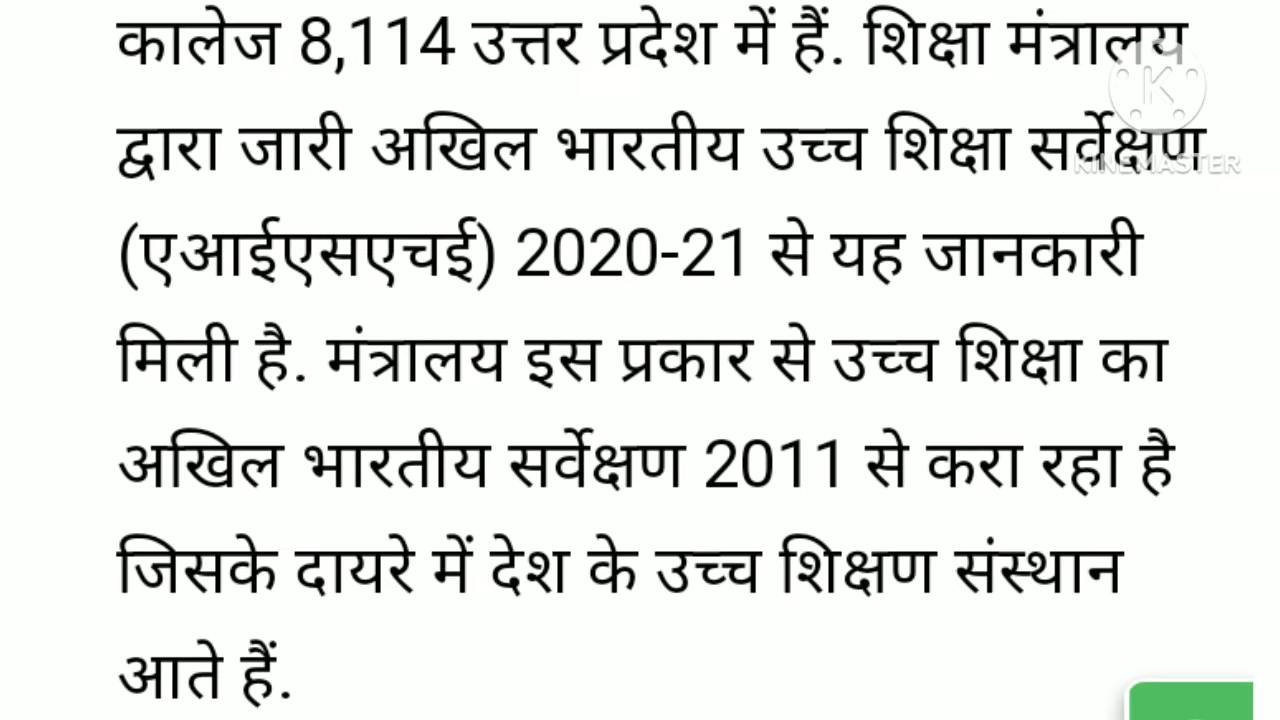 कालेज 8,114 उत्तर प्रदेश में हैं. शिक्षा मंत्रालय
द्वारा जारी अखिल भारतीय उच्च शिक्षा सर्वेक्षण
KINEMASTER
(एआईएसएचई) 2020-21 से यह जानकारी
मिली है. मंत्रालय इस प्रकार से उच्च शिक्षा का
अखिल भारतीय सर्वेक्षण 2011 से करा रहा है
जिसके दायरे में देश के उच्च शिक्षण संस्थान
आते हैं.